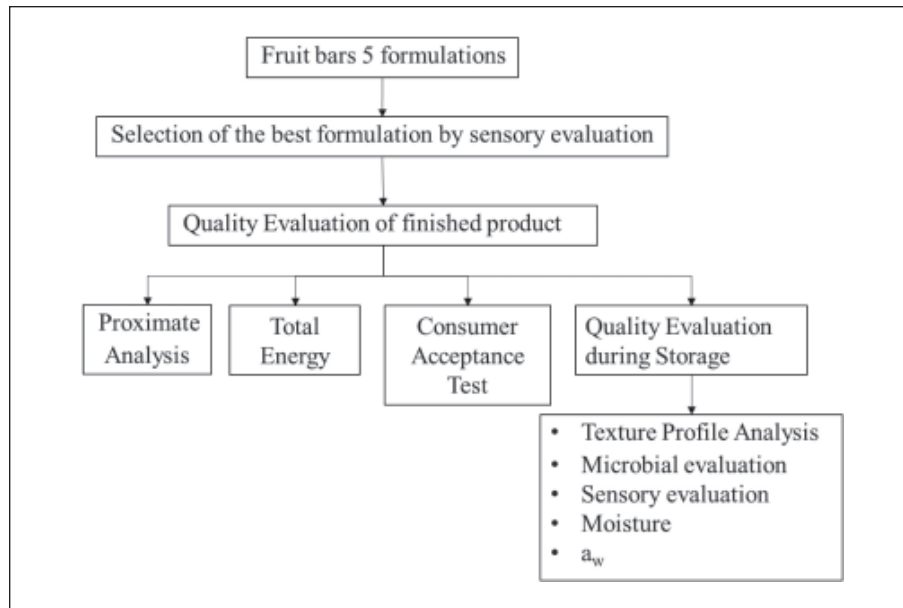 Fruit bars 5 formulations
Selection of the best formulation by sensory evaluation
Quality Evaluation of finished product
Proximate
Analysis
Total
Energy
Consumer
Acceptance
Test
Quality Evaluation
during Storage
• Texture Profile Analysis
• Microbial evaluation
• Sensory evaluation
• Moisture
• a_w